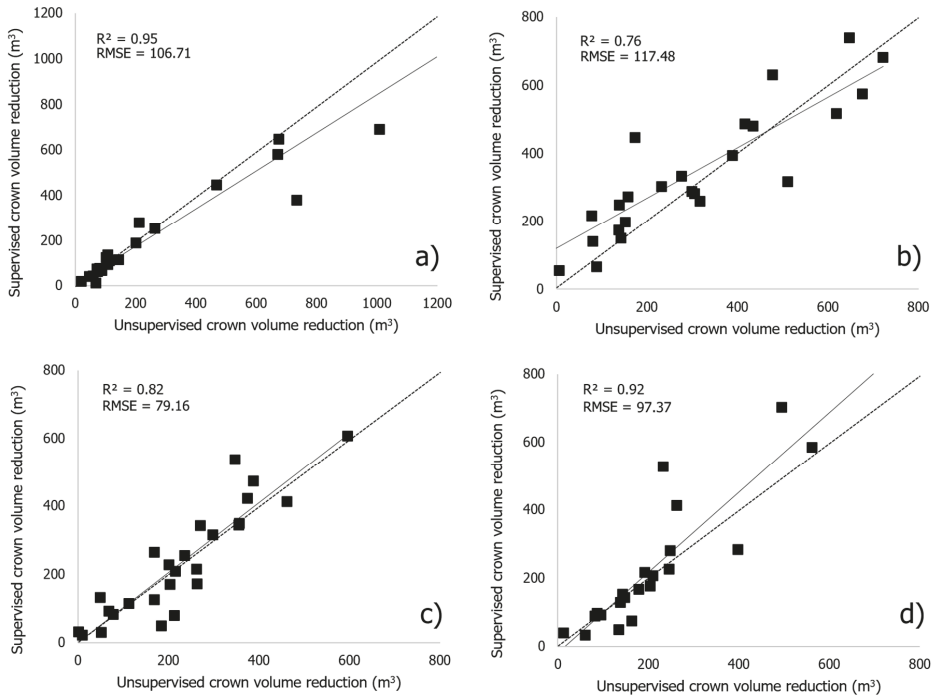 Supervised crown volume reduction (m³)
1200
1000
800
600
400
200
0
R² = 0.95
RMSE = 106.71
a)
0 200 400 600 800 1000 1200
Unsupervised crown volume reduction (m³)
Supervised crown volume reduction (m³)
800
600
400
200
0
R² = 0.76
RMSE = 117.48
b)
0 200 400 600 800
Unsupervised crown volume reduction (m³)
Supervised crown volume reduction (m³)
800
600
400
200
0
R² = 0.82
RMSE = 79.16
c)
0 200 400 600 800
Unsupervised crown volume reduction (m³)
Supervised crown volume reduction (m³)
800
600
400
200
0
R² = 0.92
RMSE = 97.37
d)
0 200 400 600 800
Unsupervised crown volume reduction (m³)